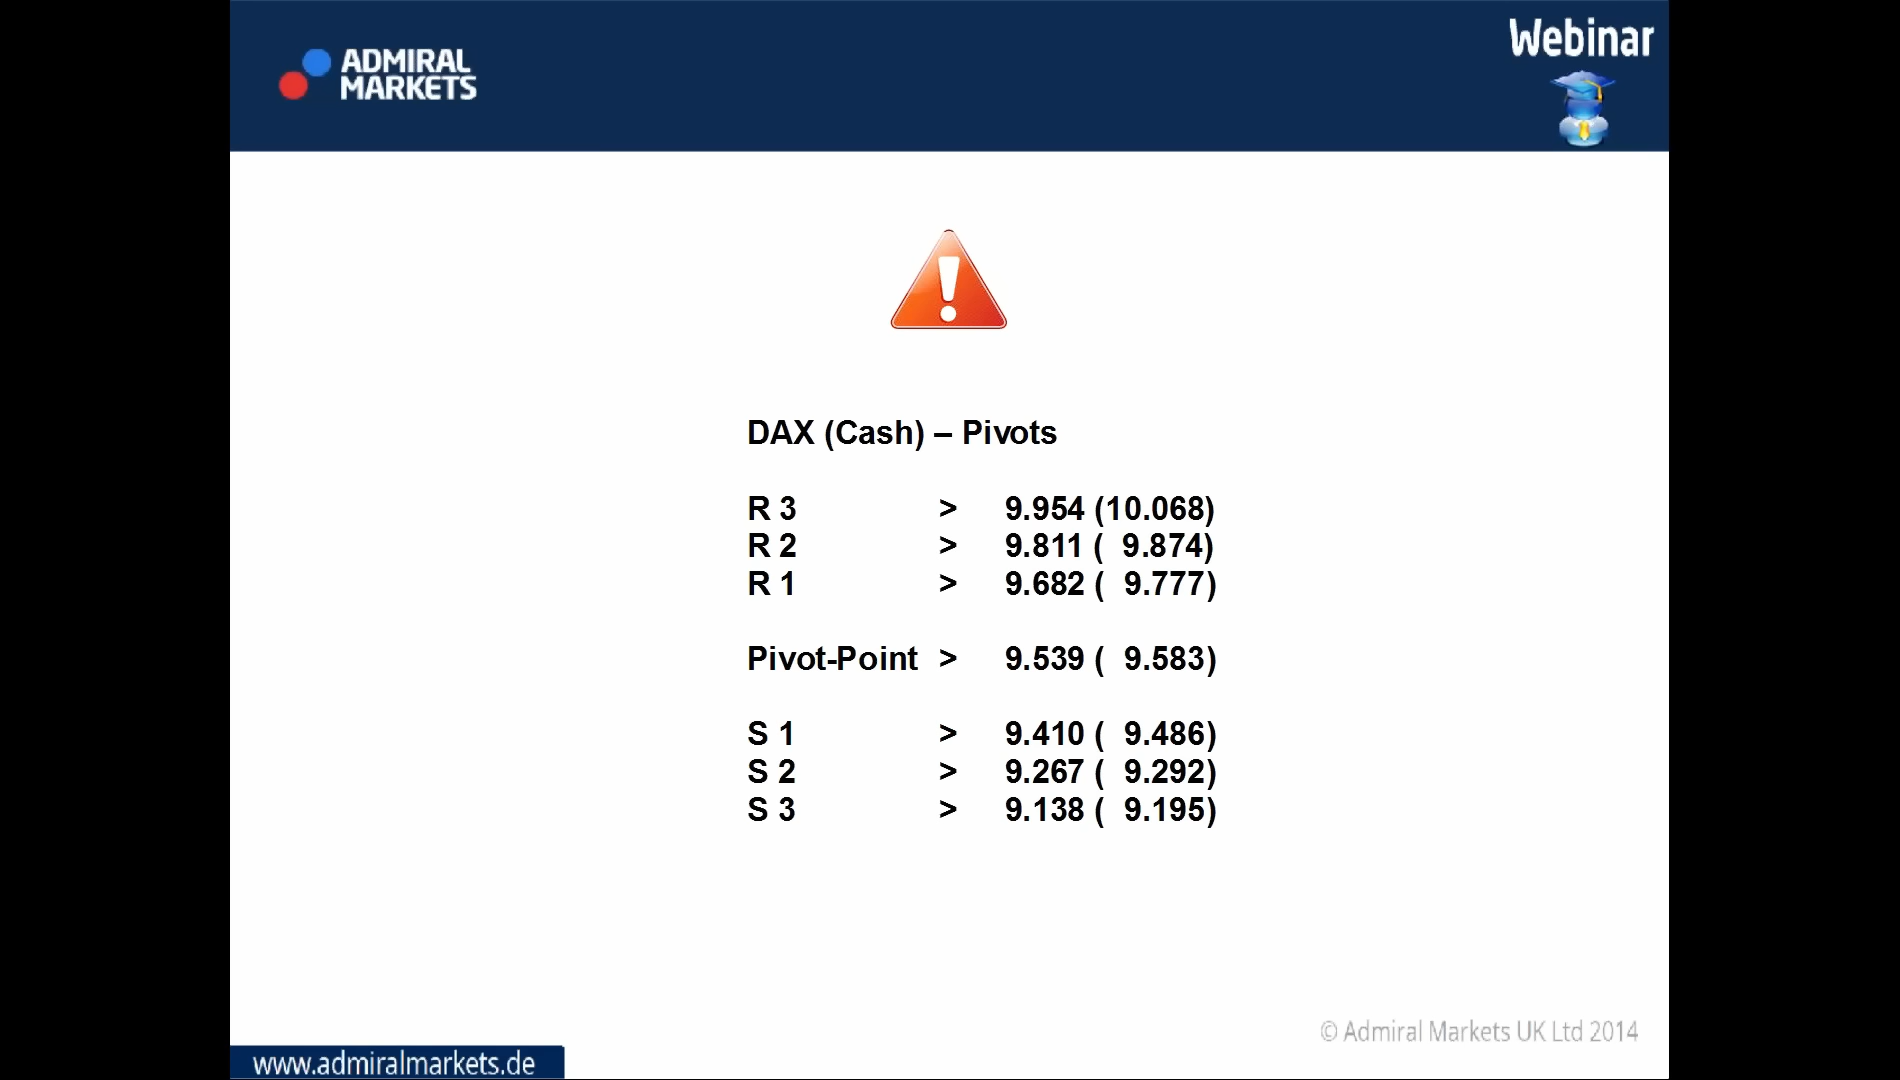 ADMIRAL
MARKETS
Webinar
DAX (Cash) – Pivots
R 3 > 9.954 (10.068)
R 2 > 9.811 ( 9.874)
R 1 > 9.682 ( 9.777)
Pivot-Point > 9.539 ( 9.583)
S 1 > 9.410 ( 9.486)
S 2 > 9.267 ( 9.292)
S 3 > 9.138 ( 9.195)
© Admiral Markets UK Ltd 2014
www.admiralmarkets.de